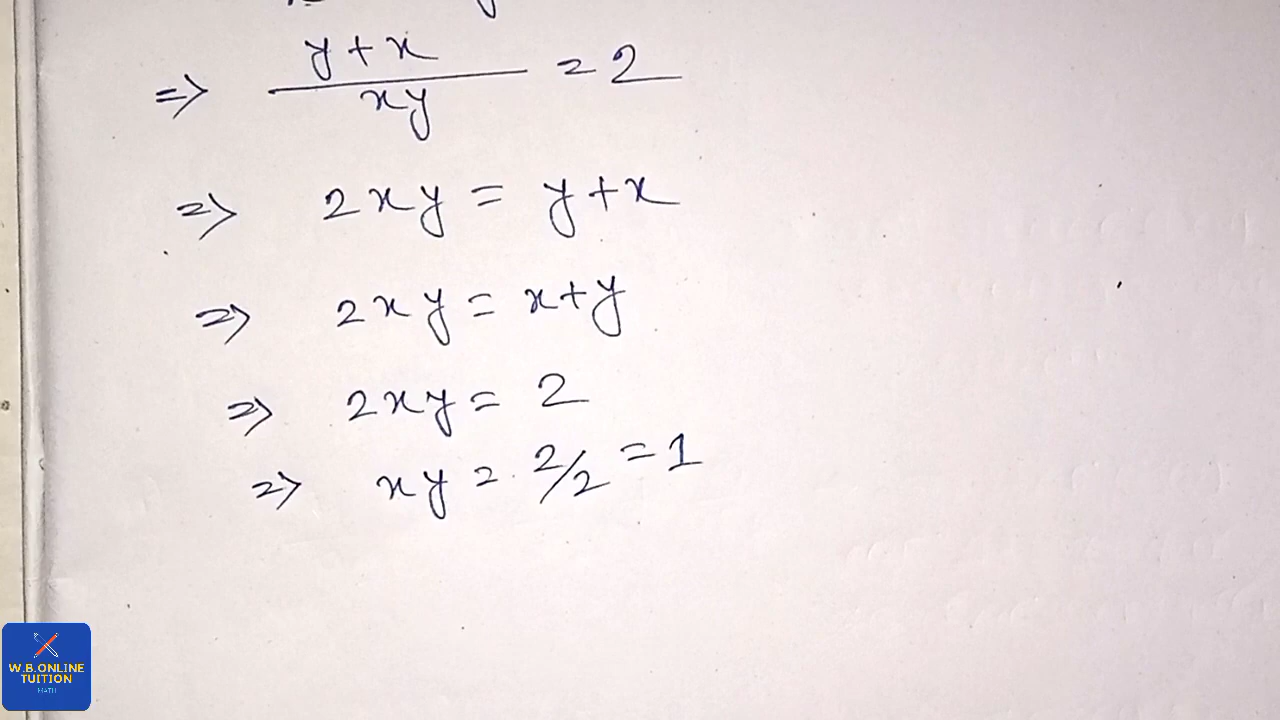 y + x
=> ―――― = 2
xy
=> 2xy = y + x
=> 2xy = x + y
=> 2xy = 2
=> xy = 2/2 = 1
W.B.ONLINE
TUITION
MATH